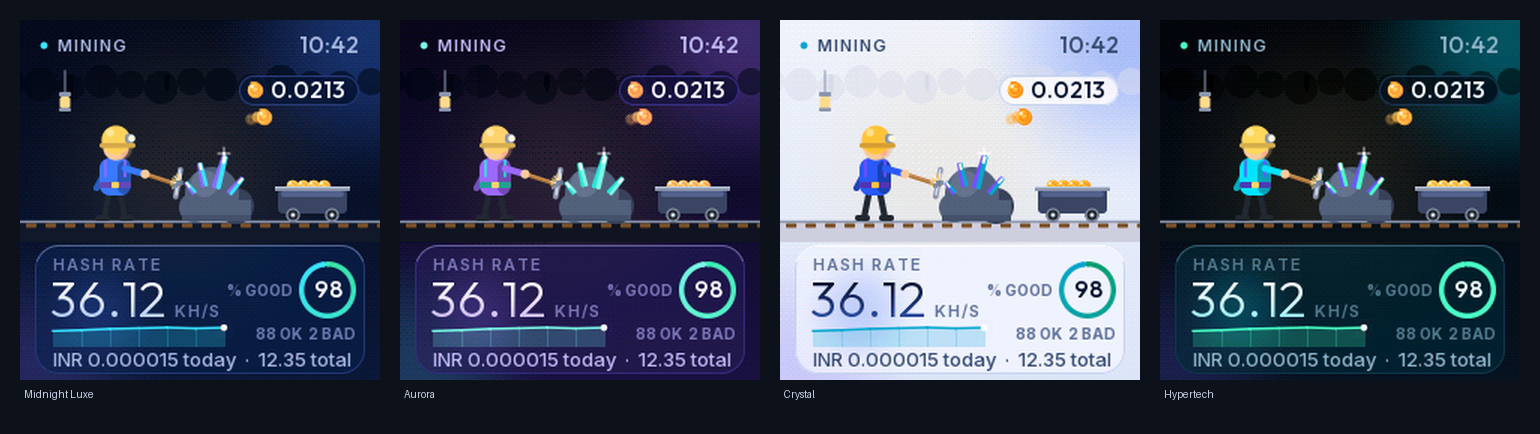 MINING 10:42
0.0213
HASH RATE
36.12 KH/S
% GOOD 98
88 OK 2 BAD
INR 0.000015 today · 12.35 total
Midnight Luxe
MINING 10:42
0.0213
HASH RATE
36.12 KH/S
% GOOD 98
88 OK 2 BAD
INR 0.000015 today · 12.35 total
Aurora
MINING 10:42
0.0213
HASH RATE
36.12 KH/S
% GOOD 98
88 OK 2 BAD
INR 0.000015 today · 12.35 total
Crystal
MINING 10:42
0.0213
HASH RATE
36.12 KH/S
% GOOD 98
88 OK 2 BAD
INR 0.000015 today · 12.35 total
Hypertech